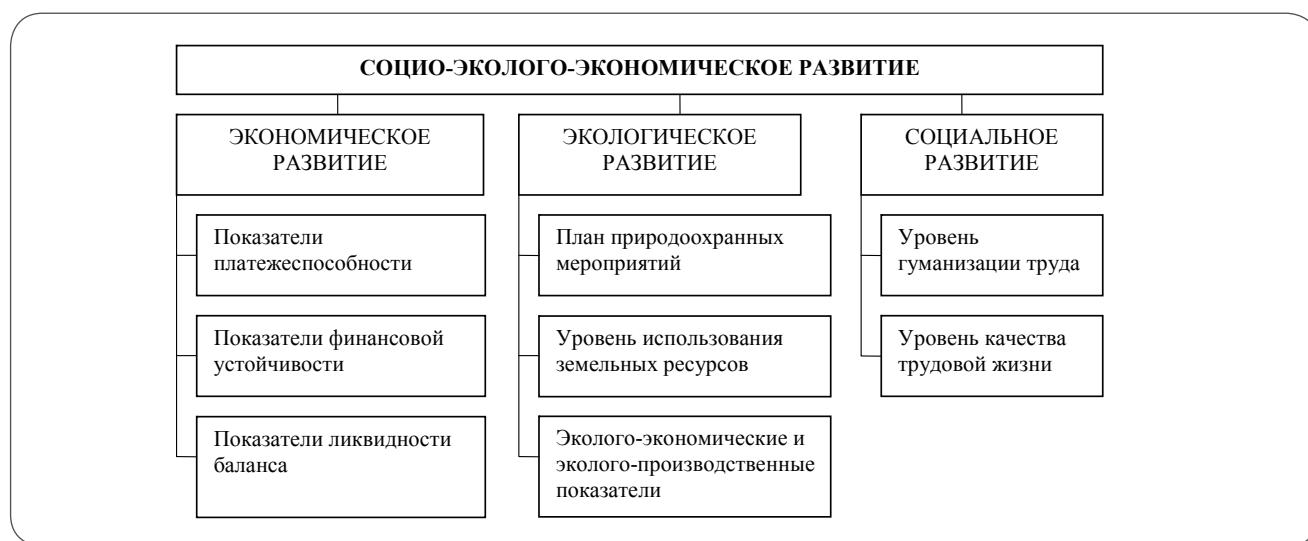 СОЦИО-ЭКОЛОГО-ЭКОНОМИЧЕСКОЕ РАЗВИТИЕ
ЭКОНОМИЧЕСКОЕ
РАЗВИТИЕ
Показатели
платежеспособности
Показатели финансовой
устойчивости
Показатели ликвидности
баланса
ЭКОЛОГИЧЕСКОЕ
РАЗВИТИЕ
План природоохранных
мероприятий
Уровень использования
земельных ресурсов
Эколого-экономические и
эколого-производственные
показатели
СОЦИАЛЬНОЕ
РАЗВИТИЕ
Уровень
гуманизации труда
Уровень качества
трудовой жизни